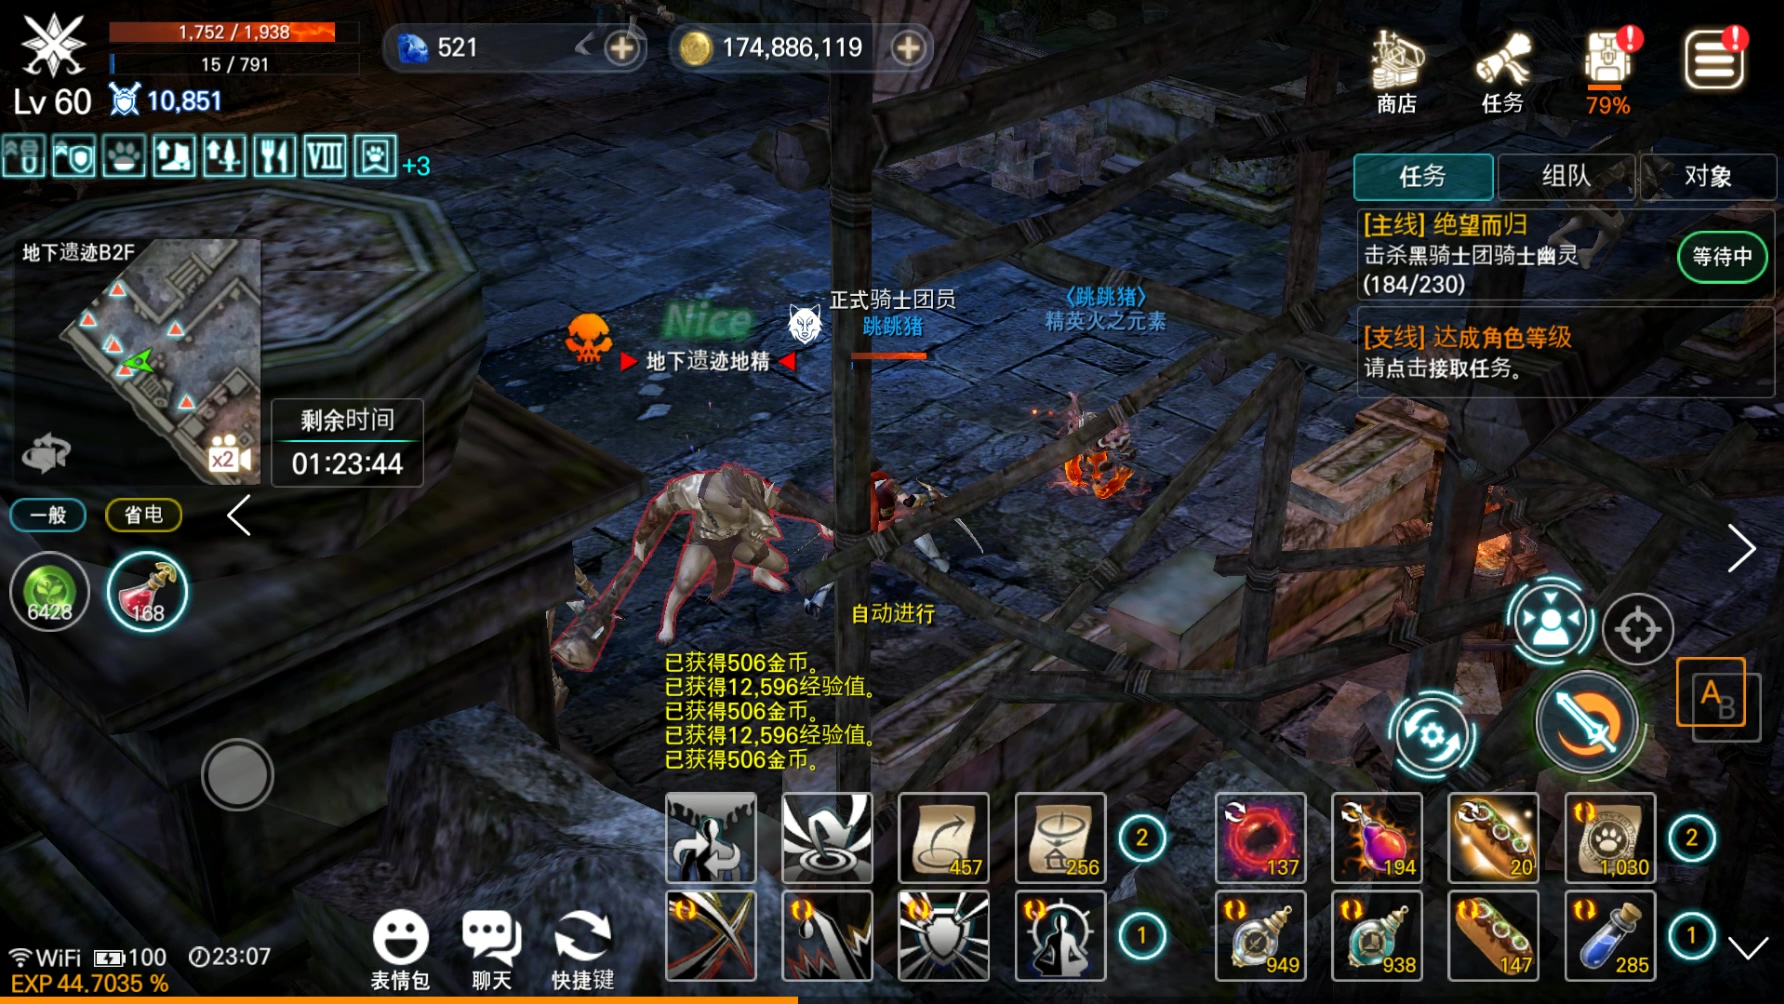 1,752 / 1,938
15 / 791
Lv 60
10,851
521
174,886,119
商店
任务
79%
VIII
+3
任务
组队
对象
[主线] 绝望而归
击杀黑骑士团骑士幽灵
(184/230)
等待中
[支线] 达成角色等级
请点击接取任务。
地下遗迹B2F
x2
剩余时间
01:23:44
一般
省电
6428
168
Nice
正式骑士团员
跳跳猪
地下遗迹地精
〈跳跳猪〉
精英火之元素
自动进行
已获得506金币。
已获得12,596经验值。
已获得506金币。
已获得12,596经验值。
已获得506金币。
A
B
457
256
2
137
194
20
1,030
2
1
949
938
147
285
1
表情包
聊天
快捷键
WiFi
100
23:07
EXP 44.7035 %